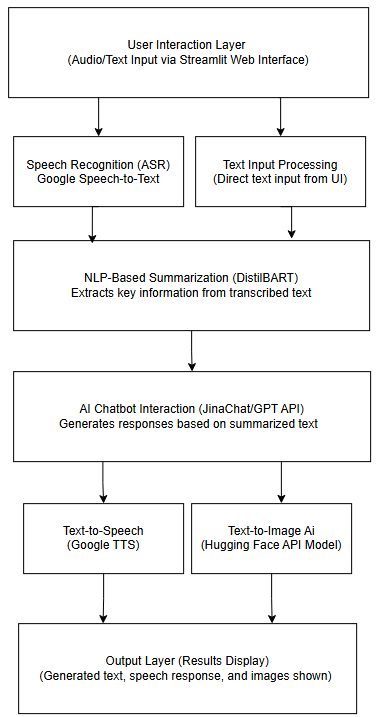 User Interaction Layer
(Audio/Text Input via Streamlit Web Interface)
Speech Recognition (ASR)
Google Speech-to-Text
Text Input Processing
(Direct text input from UI)
NLP-Based Summarization (DistilBART)
Extracts key information from transcribed text
AI Chatbot Interaction (JinaChat/GPT API)
Generates responses based on summarized text
Text-to-Speech
(Google TTS)
Text-to-Image Ai
(Hugging Face API Model)
Output Layer (Results Display)
(Generated text, speech response, and images shown)